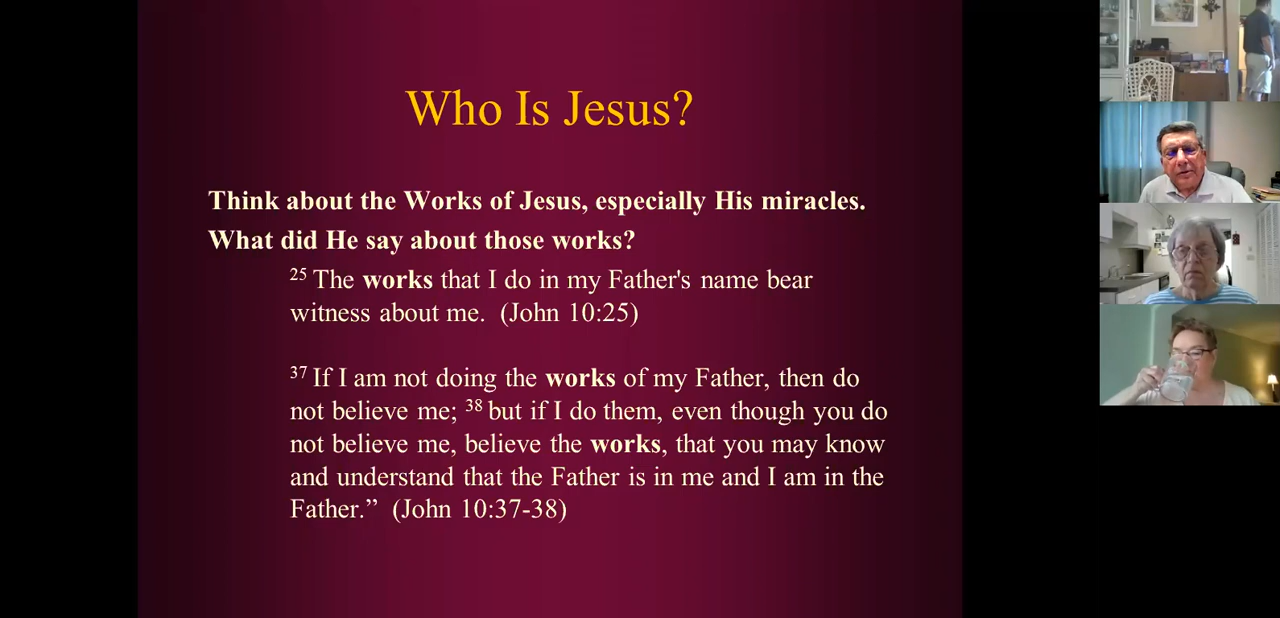 Who Is Jesus?
Think about the Works of Jesus, especially His miracles.
What did He say about those works?
25 The works that I do in my Father's name bear
witness about me.  (John 10:25)
37 If I am not doing the works of my Father, then do
not believe me; 38 but if I do them, even though you do
not believe me, believe the works, that you may know
and understand that the Father is in me and I am in the
Father.”  (John 10:37-38)